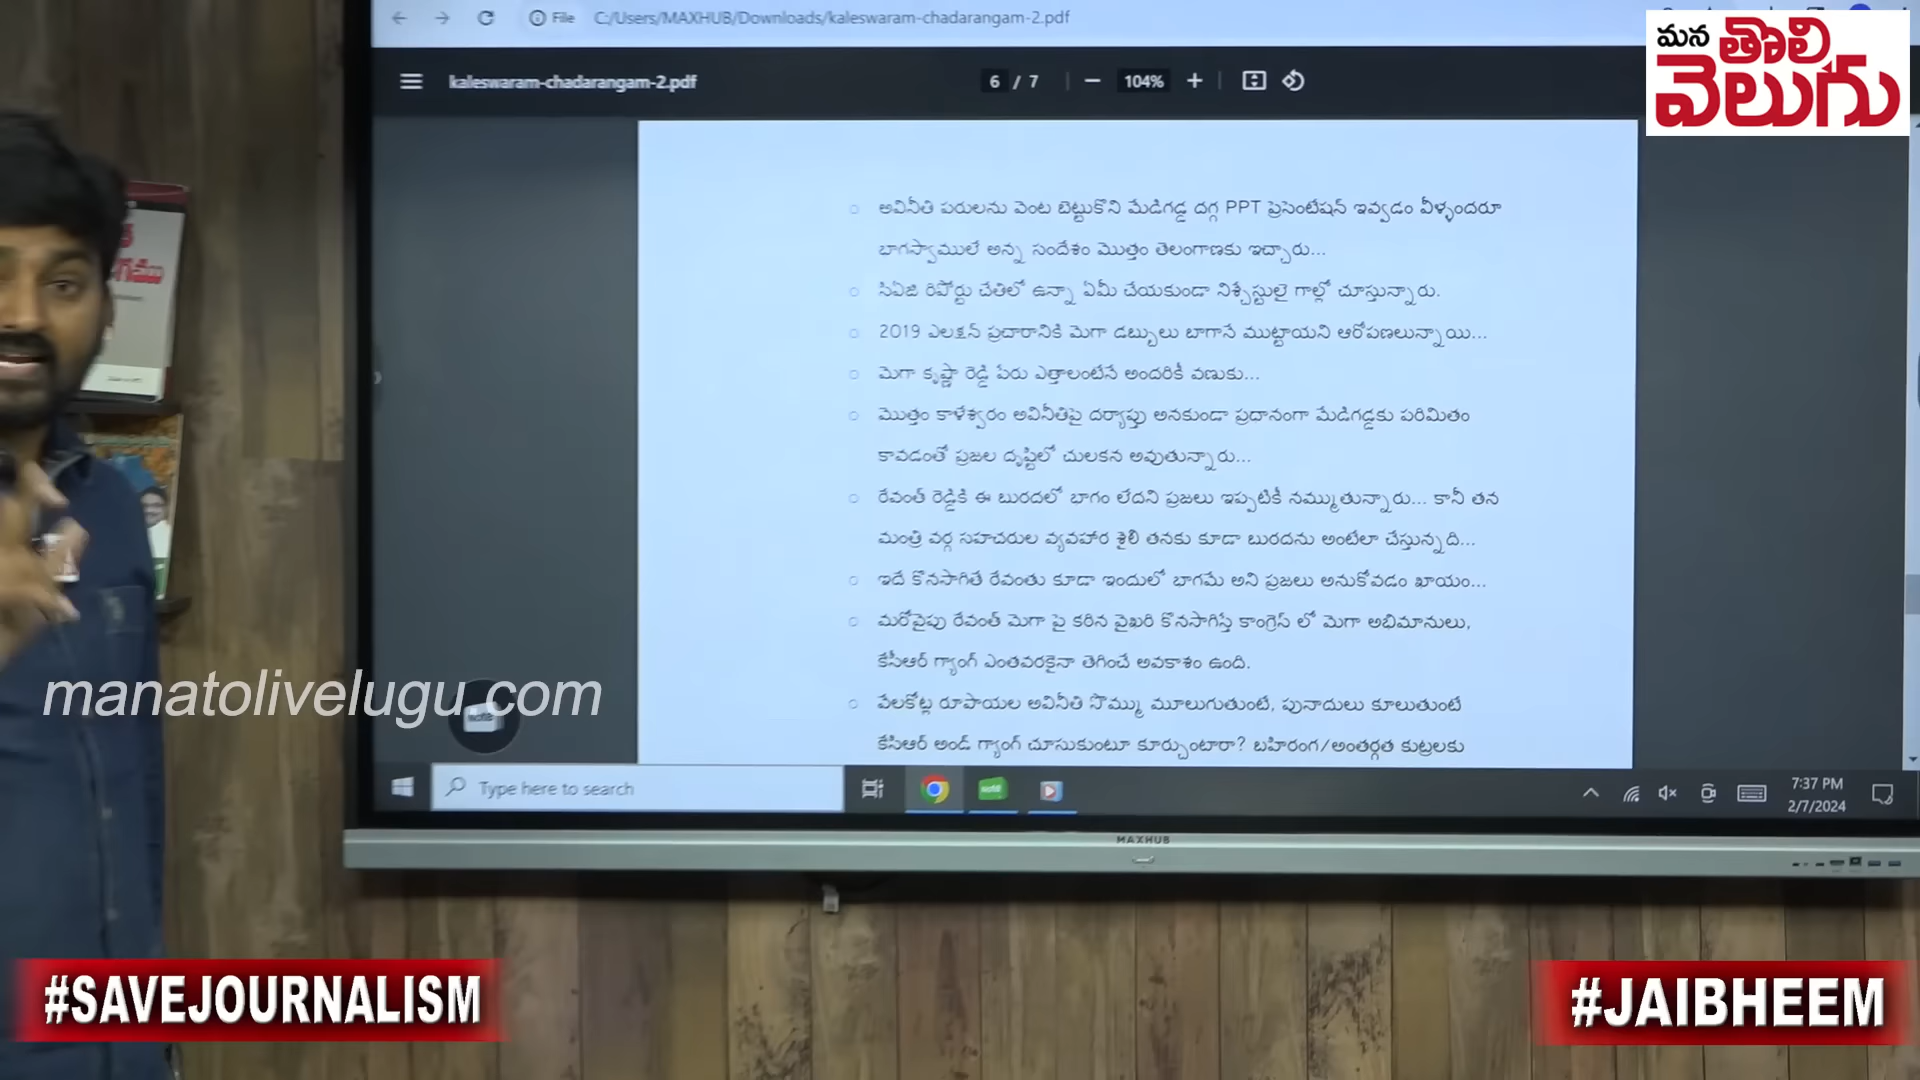 C:/Users/MAXHUB/Downloads/kaleswaram-chadarangam-2.pdf
File
మన
తొలి
వెలుగు
kaleswaram-chadarangam-2.pdf
6 / 7
104%
అవినీతి పరులను వెంట బెట్టుకొని మేడిగడ్డ దగ్గ PPT ప్రెసెంటేషన్ ఇవ్వడం వీళ్ళందరూ
బాగస్వాములే అన్న సందేశం మొత్తం తెలంగాణకు ఇచ్చారు...
సిఏజి రిపోర్టు చేతిలో ఉన్నా ఏమీ చేయకుండా నిశ్చేస్టులై గాల్లో చూస్తున్నారు.
2019 ఎలక్షన్ ప్రచారానికి మెగా డబ్బులు బాగానే ముట్టాయని ఆరోపణలున్నాయి...
మెగా కృష్ణా రెడ్డి పేరు ఎత్తాలంటేనే అందరికీ వణుకు...
మొత్తం కాళేశ్వరం అవినీతిపై దర్యాప్తు అనకుండా ప్రధానంగా మేడిగడ్డకు పరిమితం
కావడంతో ప్రజల దృష్టిలో చులకన అవుతున్నారు...
రేవంత్ రెడ్డికి ఈ బురదలో భాగం లేదని ప్రజలు ఇప్పటికీ నమ్ముతున్నారు... కానీ తన
మంత్రి వర్గ సహచరుల వ్యవహార శైలి తనకు కూడా బురదను అంటేలా చేస్తున్నది...
ఇదే కొనసాగితే రేవంతు కూడా ఇందులో బాగమే అని ప్రజలు అనుకోవడం ఖాయం...
మరోవైపు రేవంత్ మెగా పై కఠిన వైఖరి కొనసాగిస్తే కాంగ్రెస్ లో మెగా అభిమానులు,
కేసీఆర్ గ్యాంగ్ ఎంతవరకైనా తెగించే అవకాశం ఉంది.
వేలకోట్ల రూపాయల అవినీతి సొమ్ము మూలుగుతుంటే, పునాదులు కూలుతుంటే
కేసిఆర్ అండ్ గ్యాంగ్ చూసుకుంటూ కూర్చుంటారా? బహిరంగ/అంతర్గత కుట్రలకు
manatolivelugu.com
note
Type here to search
7:37 PM
2/7/2024
MAXHUB
#SAVEJOURNALISM
#JAIBHEEM